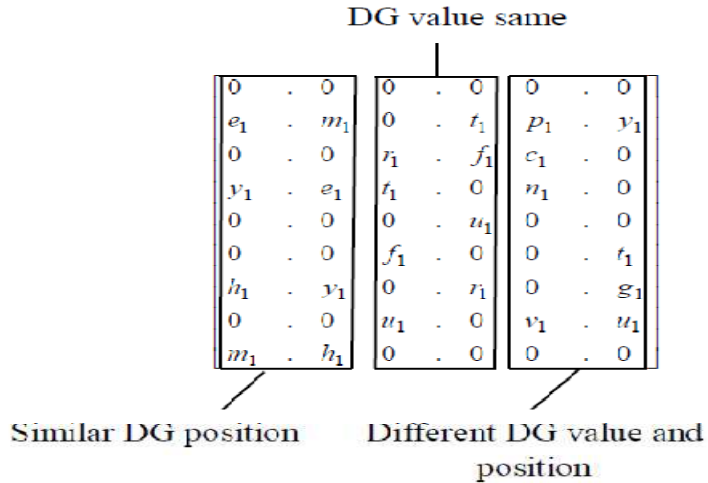 DG value same
0 . 0 0 . 0 0 . 0
e₁ . m₁ 0 . t₁ p₁ . y₁
0 . 0 r₁ . f₁ c₁ . 0
y₁ . e₁ t₁ . 0 n₁ . 0
0 . 0 0 . u₁ 0 . 0
0 . 0 f₁ . 0 0 . t₁
h₁ . y₁ 0 . r₁ 0 . g₁
0 . 0 u₁ . 0 v₁ . u₁
m₁ . h₁ 0 . 0 0 . 0
Similar DG position Different DG value and
position